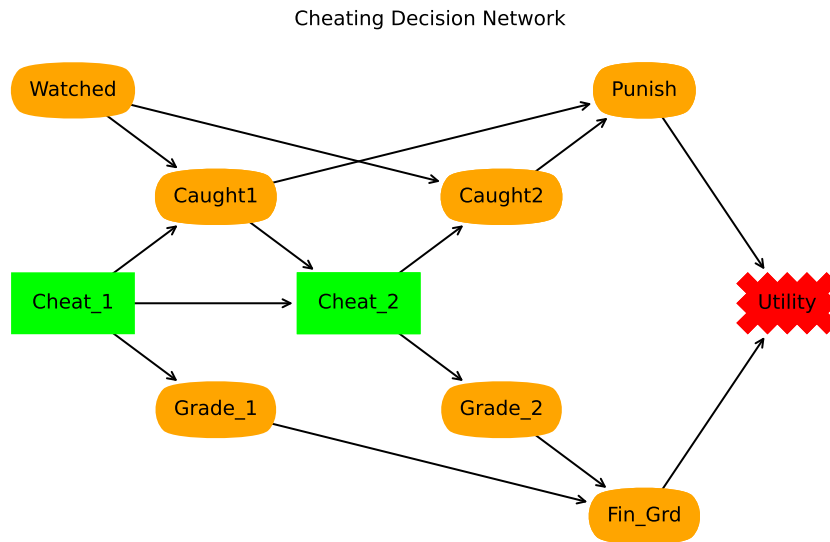 Cheating Decision Network
Watched
Punish
Caught1
Caught2
Cheat_1
Cheat_2
Utility
Grade_1
Grade_2
Fin_Grd